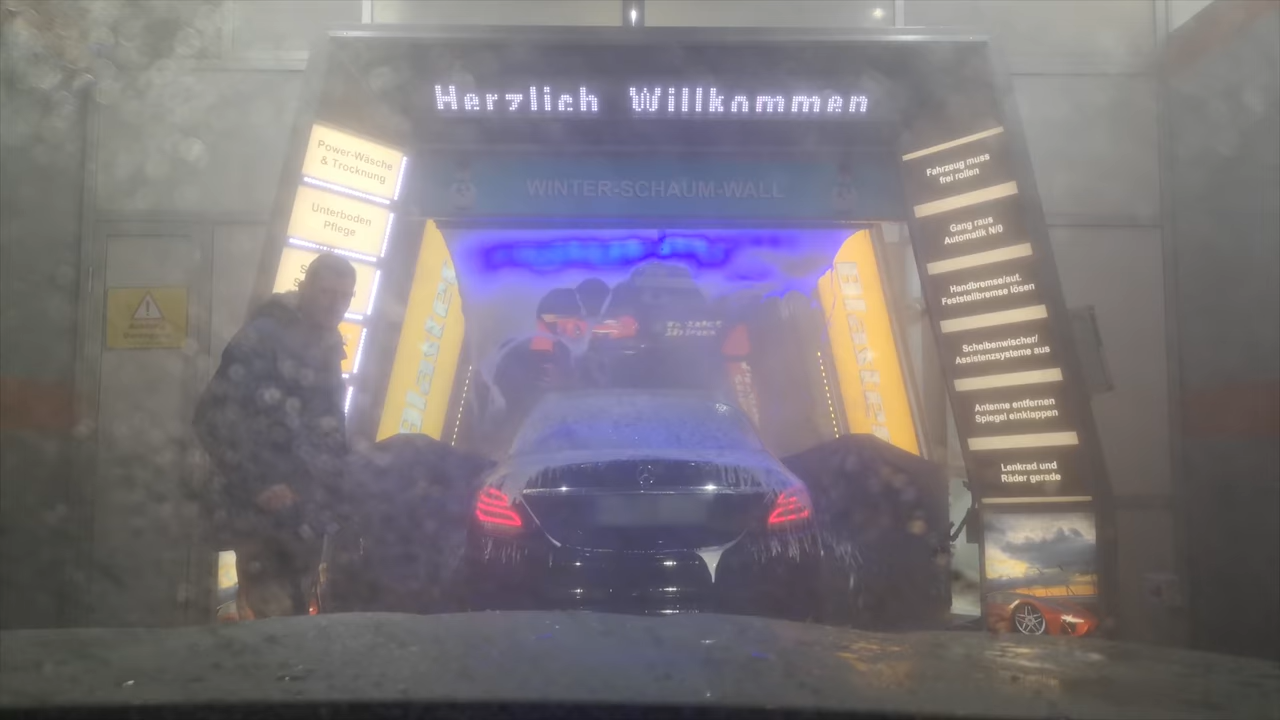 Herzlich Willkommen
WINTER-SCHAUM-WALL
Power-Wäsche
& Trocknung
Unterboden
Pflege
Fahrzeug muss
frei rollen
Gang raus
Automatik N/0
Handbremse/aut.
Feststellbremse lösen
Scheibenwischer/
Assistenzsysteme aus
Antenne entfernen
Spiegel einklappen
Lenkrad und
Räder gerade